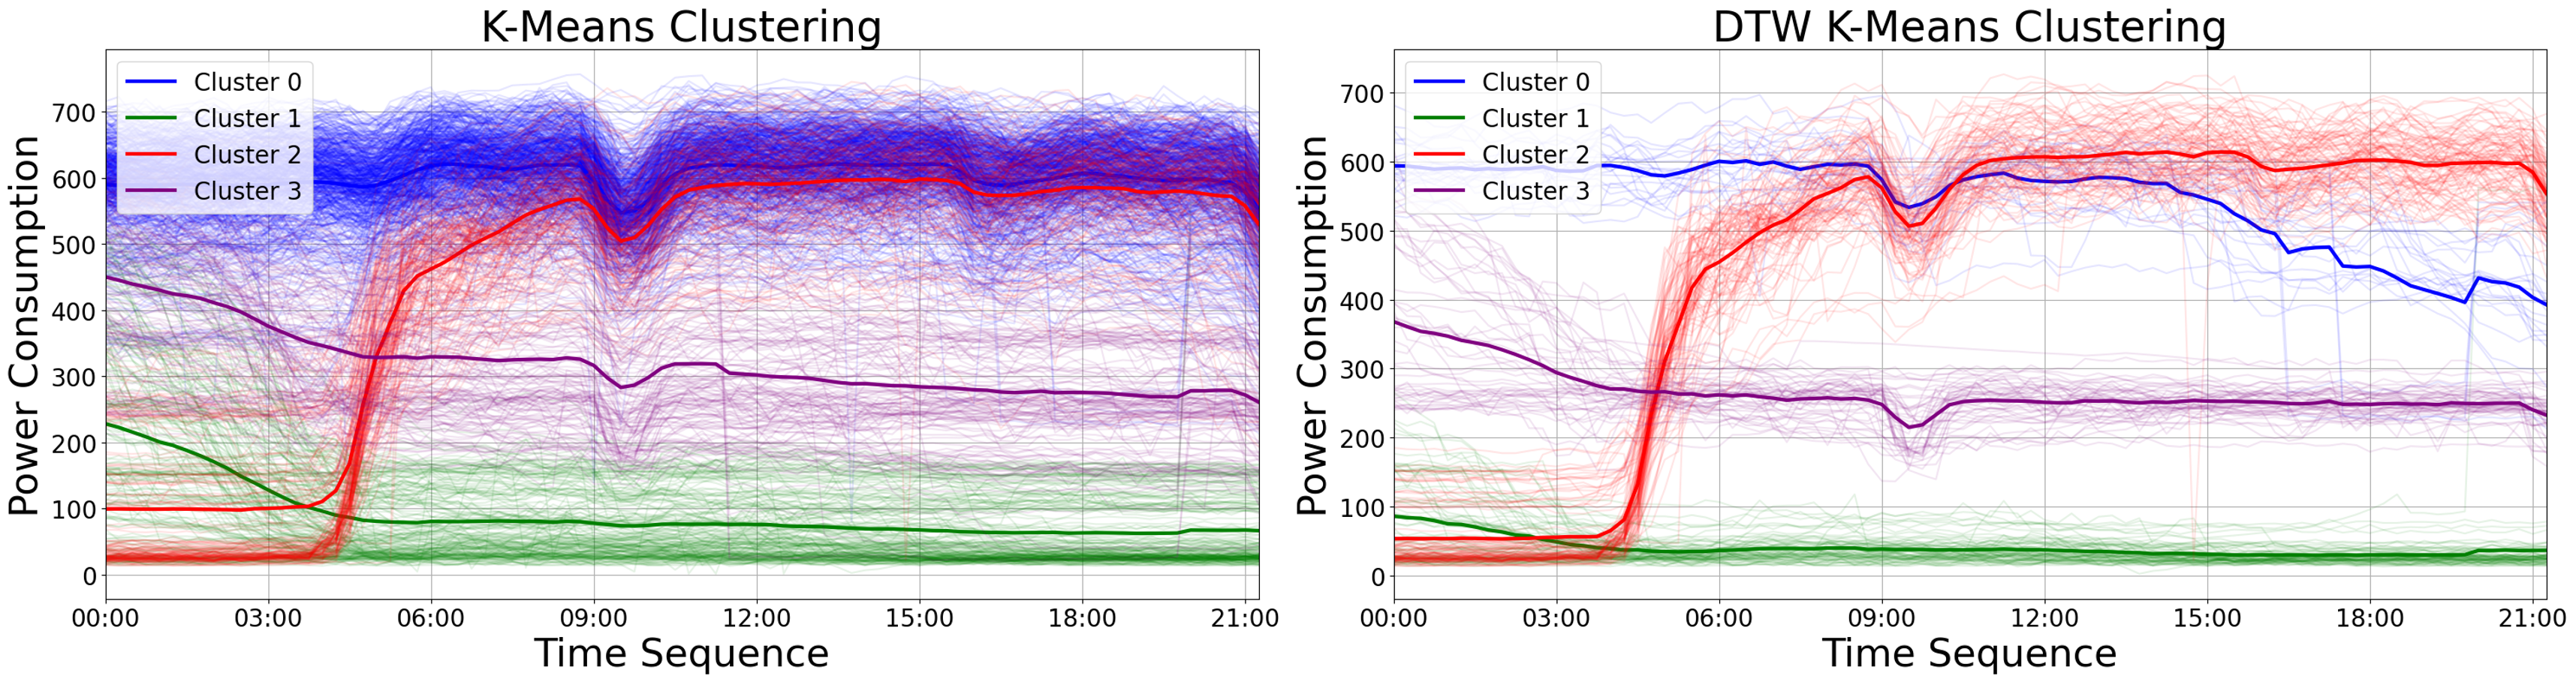 K-Means Clustering
Power Consumption
700
600
500
400
300
200
100
0
Cluster 0
Cluster 1
Cluster 2
Cluster 3
00:00 03:00 06:00 09:00 12:00 15:00 18:00 21:00
Time Sequence
DTW K-Means Clustering
Power Consumption
700
600
500
400
300
200
100
0
Cluster 0
Cluster 1
Cluster 2
Cluster 3
00:00 03:00 06:00 09:00 12:00 15:00 18:00 21:00
Time Sequence